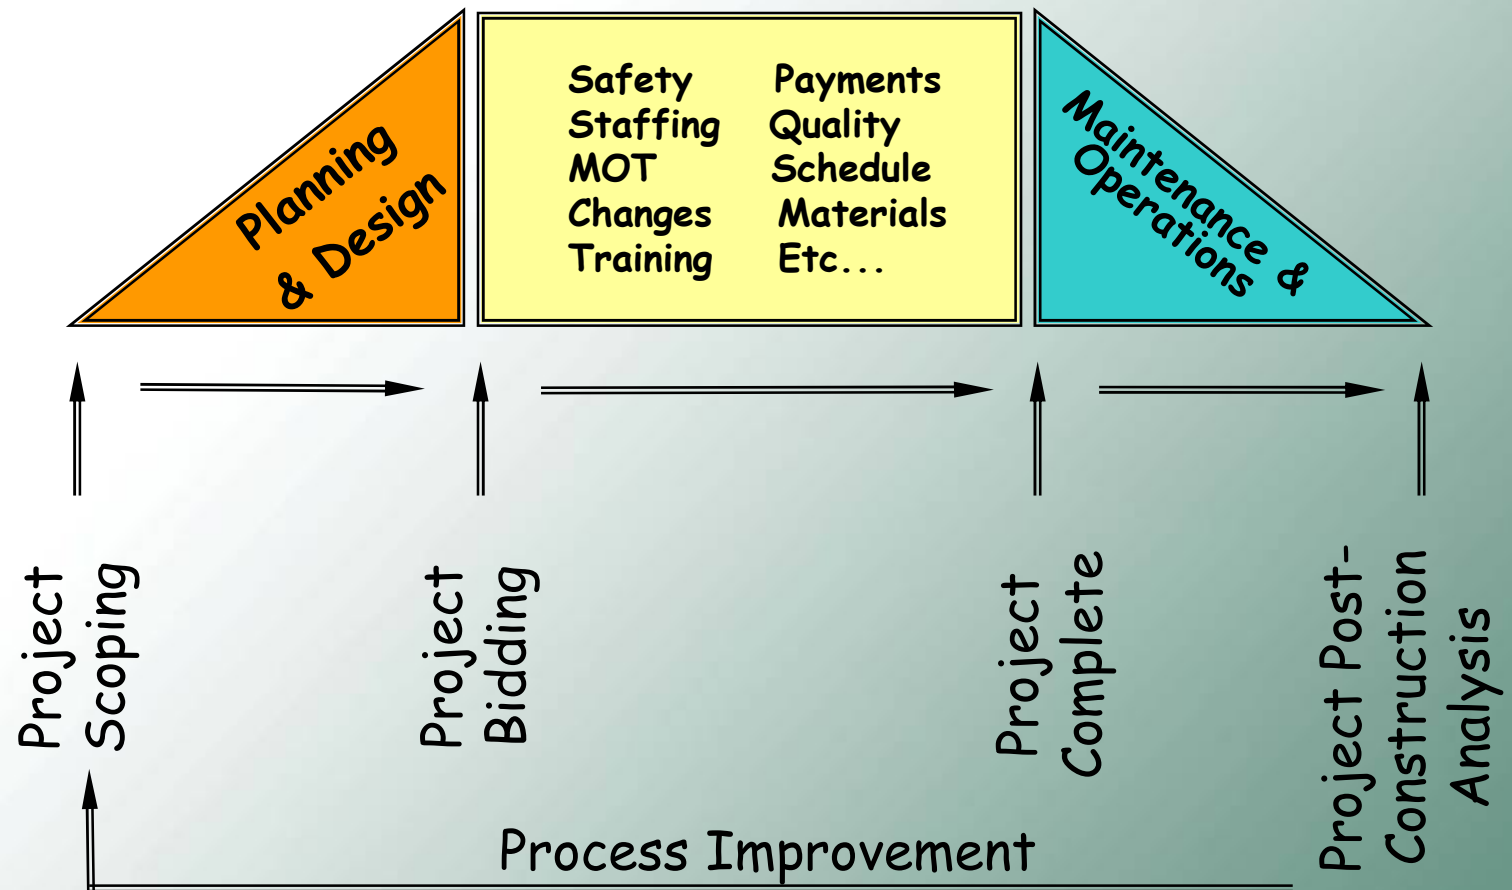 Planning
& Design
Safety Payments
Staffing Quality
MOT Schedule
Changes Materials
Training Etc...
Maintenance &
Operations
Project
Scoping
Project
Bidding
Project
Complete
Project Post-
Construction
Analysis
Process Improvement